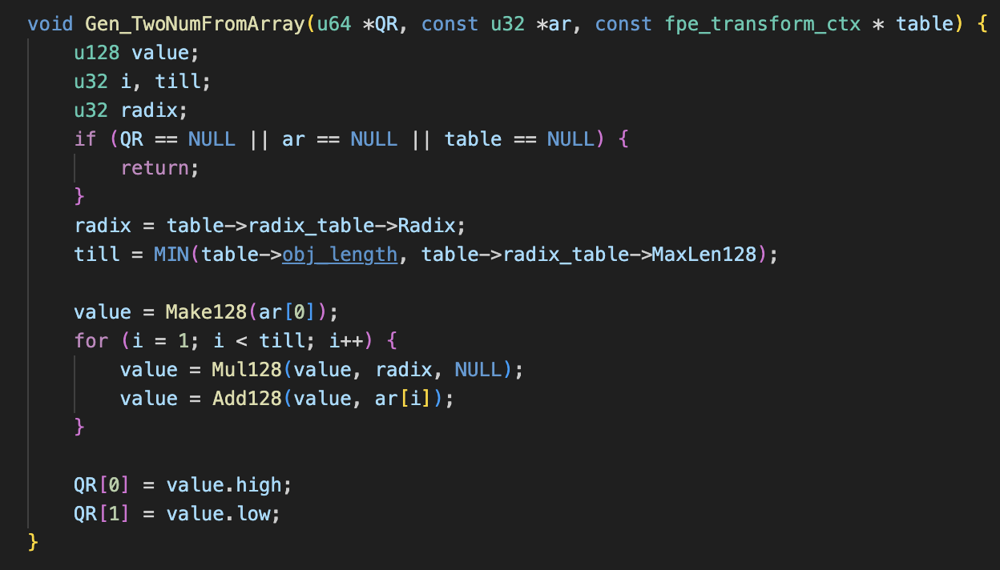 void Gen_TwoNumFromArray(u64 *QR, const u32 *ar, const fpe_transform_ctx * table) {
    u128 value;
    u32 i, till;
    u32 radix;
    if (QR == NULL || ar == NULL || table == NULL) {
        return;
    }
    radix = table->radix_table->Radix;
    till = MIN(table->obj_length, table->radix_table->MaxLen128);

    value = Make128(ar[0]);
    for (i = 1; i < till; i++) {
        value = Mul128(value, radix, NULL);
        value = Add128(value, ar[i]);
    }

    QR[0] = value.high;
    QR[1] = value.low;
}